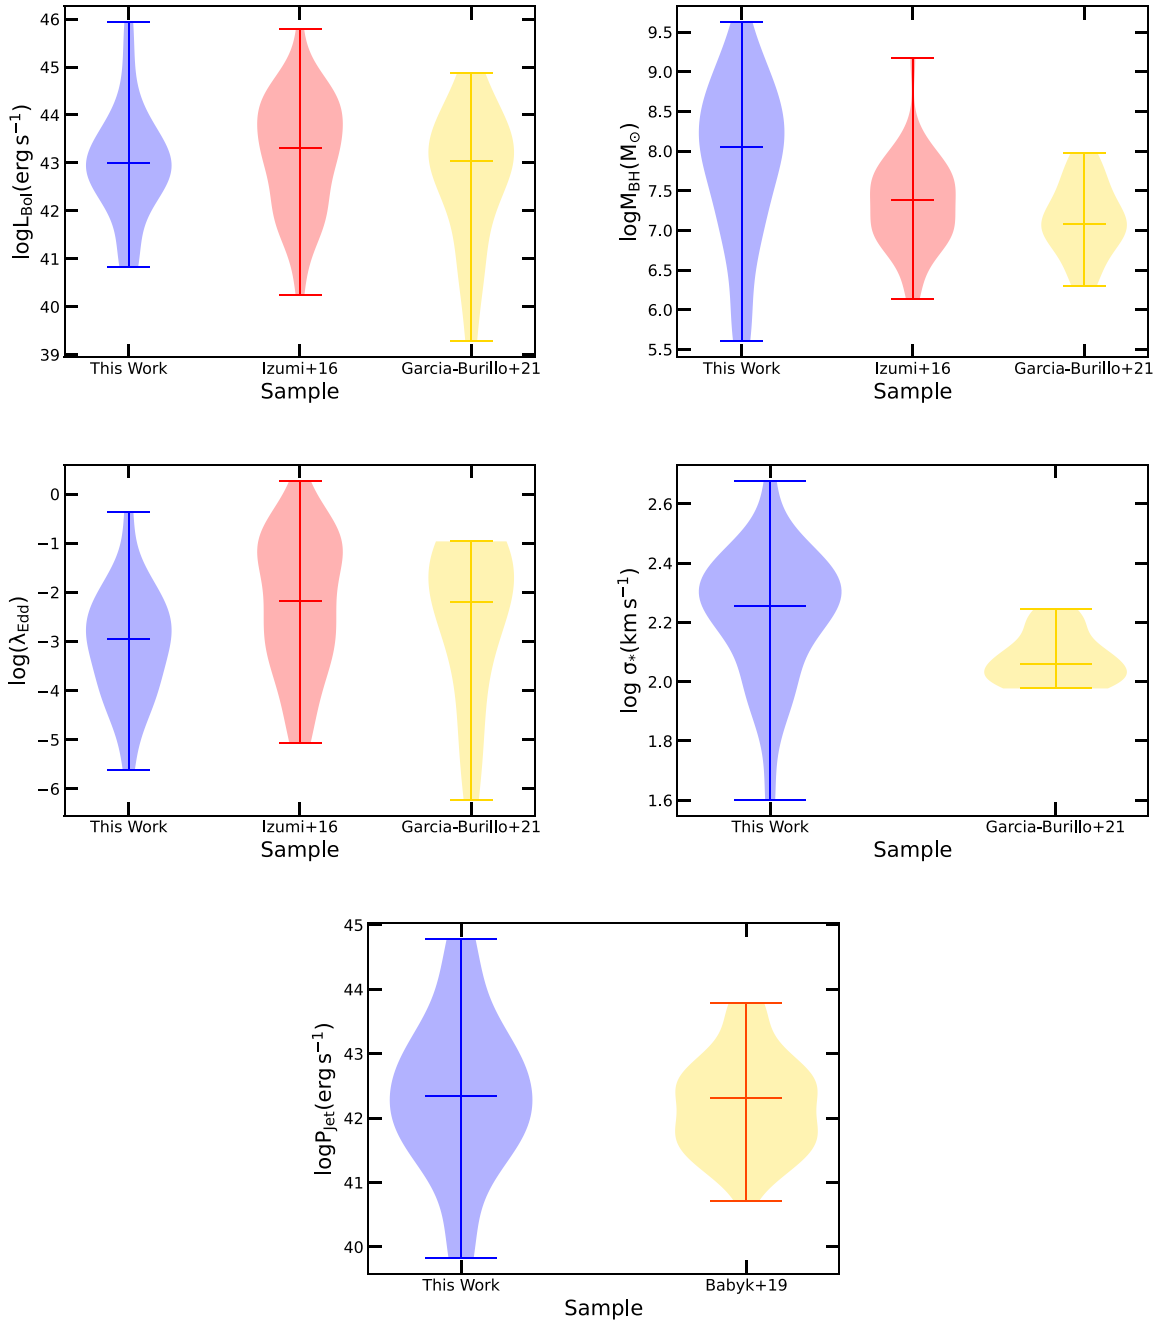 logL_Bol(erg s⁻¹)
46
45
44
43
42
41
40
39
This Work
Izumi+16
Garcia-Burillo+21
Sample
logM_BH(M_⊙)
9.5
9.0
8.5
8.0
7.5
7.0
6.5
6.0
5.5
This Work
Izumi+16
Garcia-Burillo+21
Sample
log(λ_Edd)
0
−1
−2
−3
−4
−5
−6
This Work
Izumi+16
Garcia-Burillo+21
Sample
log σ_*(km s⁻¹)
2.6
2.4
2.2
2.0
1.8
1.6
This Work
Garcia-Burillo+21
Sample
logP_Jet(erg s⁻¹)
45
44
43
42
41
40
This Work
Babyk+19
Sample